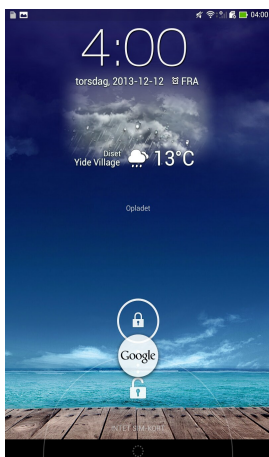 04:00
4:00
torsdag, 2013-12-12 FRA
Diset
Yide Village 13°C
Opladet
Google
INTET SIM-KORT